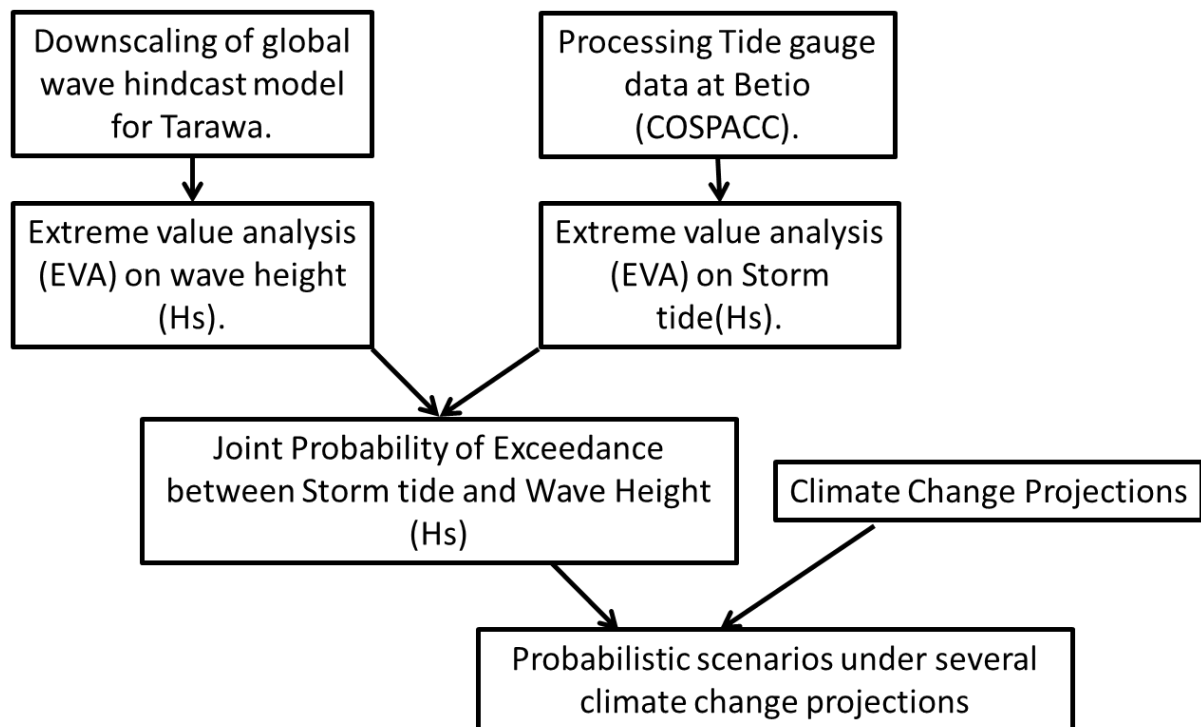 Downscaling of global
wave hindcast model
for Tarawa.
Processing Tide gauge
data at Betio
(COSPACC).
Extreme value analysis
(EVA) on wave height
(Hs).
Extreme value analysis
(EVA) on Storm
tide(Hs).
Joint Probability of Exceedance
between Storm tide and Wave Height
(Hs)
Climate Change Projections
Probabilistic scenarios under several
climate change projections